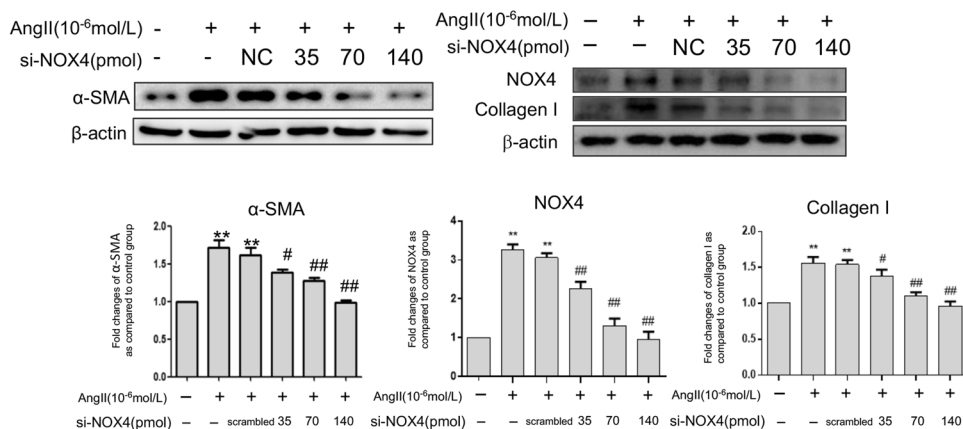 AngII(10⁻⁶mol/L) - + + + + +
si-NOX4(pmol) - - NC 35 70 140
α-SMA
β-actin
AngII(10⁻⁶mol/L) − + + + + +
si-NOX4(pmol) − − NC 35 70 140
NOX4
Collagen I
β-actin
α-SMA
Fold changes of α-SMA
as compared to control group
2.0
1.5
1.0
0.5
0.0
** ** # ## ##
AngII(10⁻⁶mol/L) − + + + + +
si-NOX4(pmol) − − scrambled 35 70 140
NOX4
Fold changes of NOX4 as
compared to control group
4
3
2
1
0
** ** ## ## ##
AngII(10⁻⁶mol/L) − + + + + +
si-NOX4(pmol) − − scrambled 35 70 140
Collagen I
Fold changes of collagen I as
compared to control group
2.0
1.5
1.0
0.5
0.0
** ** # ## ##
AngII(10⁻⁶mol/L) − + + + + +
si-NOX4(pmol) − − scrambled 35 70 140